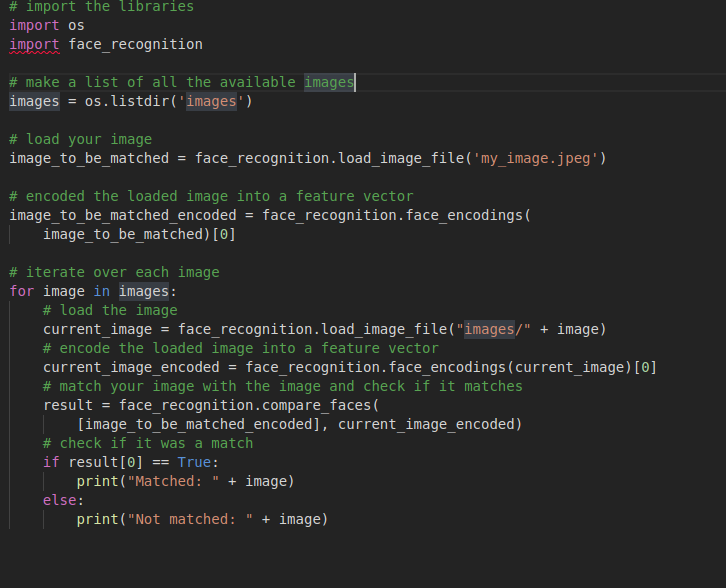 # import the libraries
import os
import face_recognition
# make a list of all the available images
images = os.listdir('images')
# load your image
image_to_be_matched = face_recognition.load_image_file('my_image.jpeg')
# encoded the loaded image into a feature vector
image_to_be_matched_encoded = face_recognition.face_encodings(
    image_to_be_matched)[0]
# iterate over each image
for image in images:
    # load the image
    current_image = face_recognition.load_image_file("images/" + image)
    # encode the loaded image into a feature vector
    current_image_encoded = face_recognition.face_encodings(current_image)[0]
    # match your image with the image and check if it matches
    result = face_recognition.compare_faces(
        [image_to_be_matched_encoded], current_image_encoded)
    # check if it was a match
    if result[0] == True:
        print("Matched: " + image)
    else:
        print("Not matched: " + image)